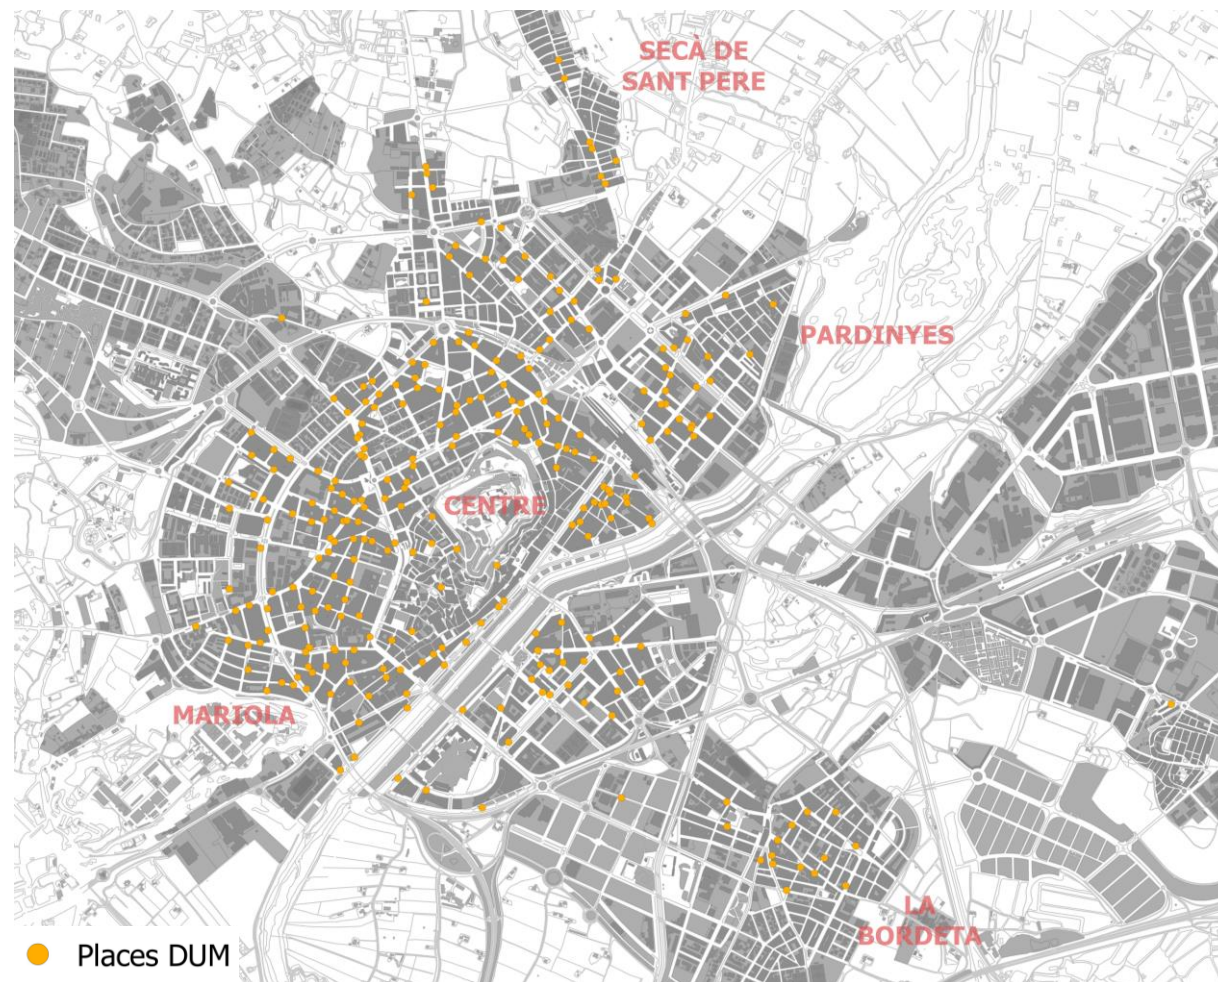 SECÀ DE
SANT PERE
PARDINYES
CENTRE
MARIOLA
LA
BORDETA
Places DUM